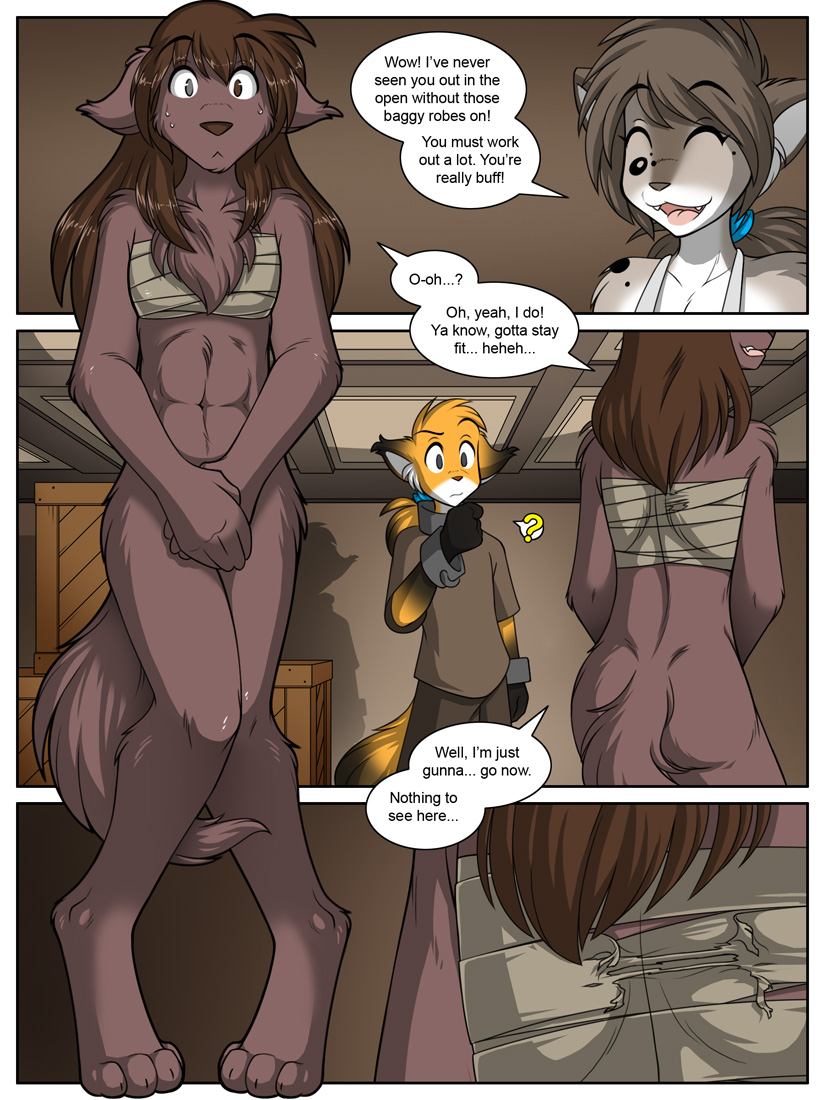 Wow! I've never
seen you out in the
open without those
baggy robes on!
You must work
out a lot. You're
really buff!
O-oh...?
Oh, yeah, I do!
Ya know, gotta stay
fit... heheh...
?
Well, I'm just
gunna... go now.
Nothing to
see here...